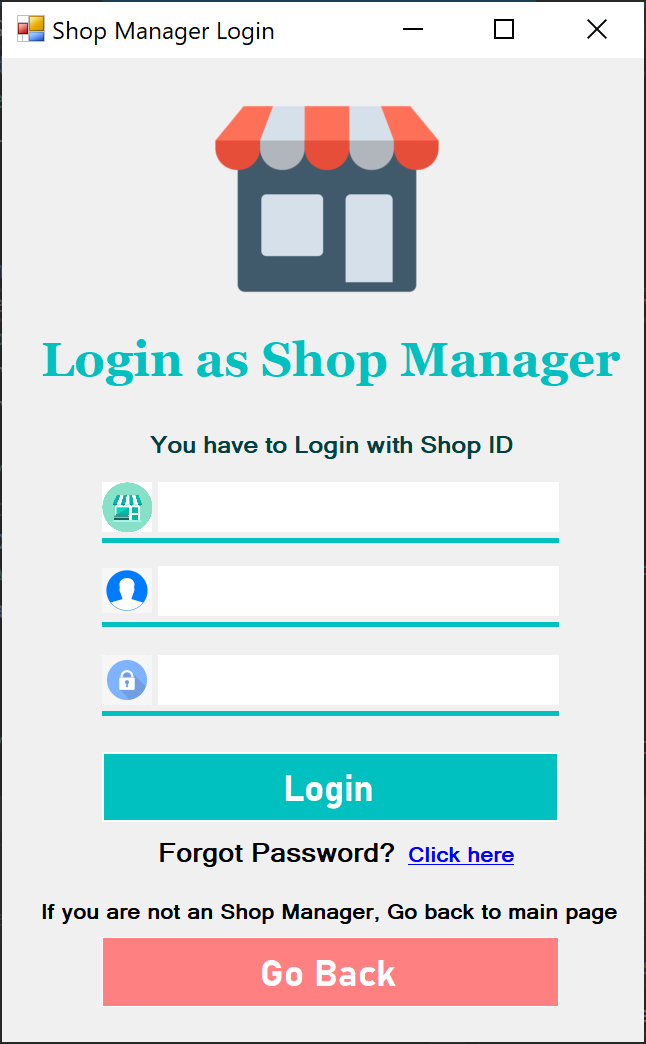 Shop Manager Login
Login as Shop Manager
You have to Login with Shop ID
Login
Forgot Password? Click here
If you are not an Shop Manager, Go back to main page
Go Back